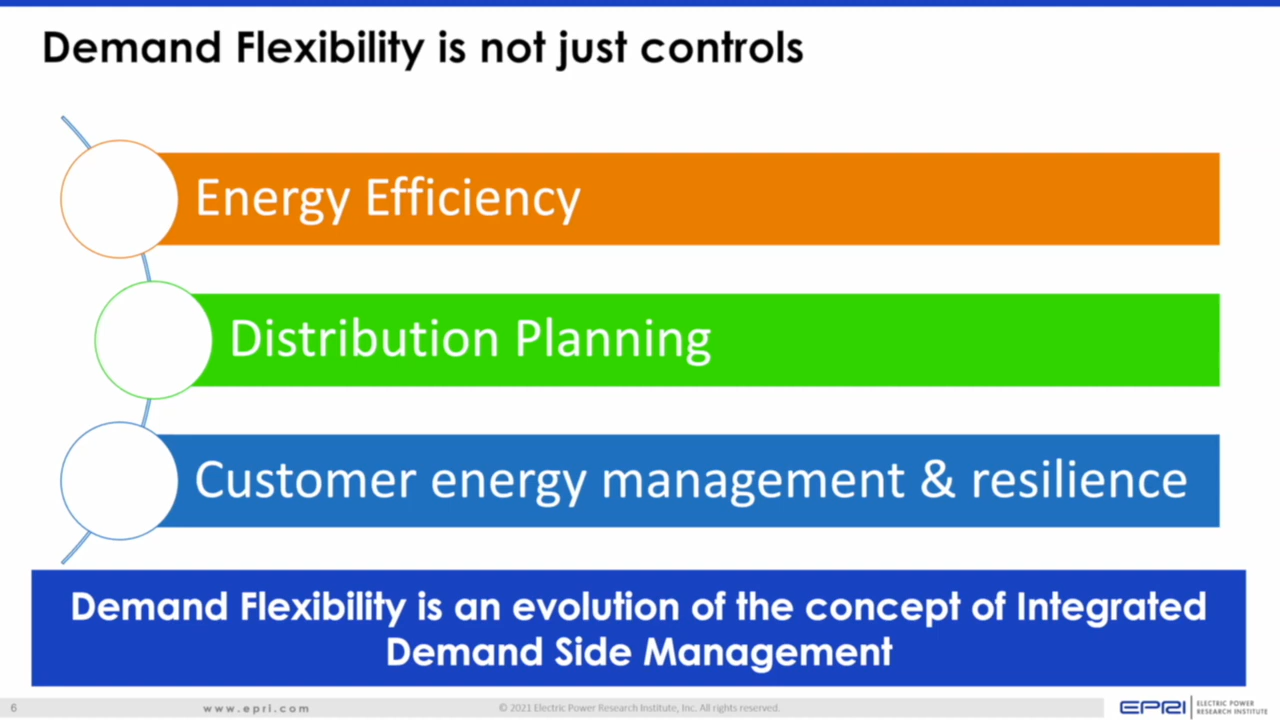 Demand Flexibility is not just controls
Energy Efficiency
Distribution Planning
Customer energy management & resilience
Demand Flexibility is an evolution of the concept of Integrated
Demand Side Management
6
www.epri.com
© 2021 Electric Power Research Institute, Inc. All rights reserved.
EPRI
ELECTRIC POWER
RESEARCH INSTITUTE